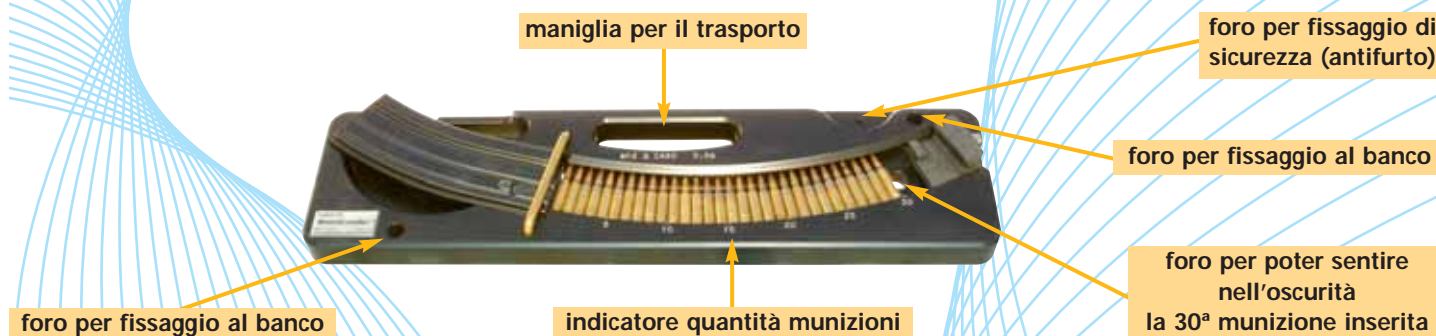 maniglia per il trasporto
foro per fissaggio di
sicurezza (antifurto)
foro per fissaggio al banco
5 10 15 20 25 30
foro per poter sentire
nell'oscurità
la 30ª munizione inserita
foro per fissaggio al banco
indicatore quantità munizioni